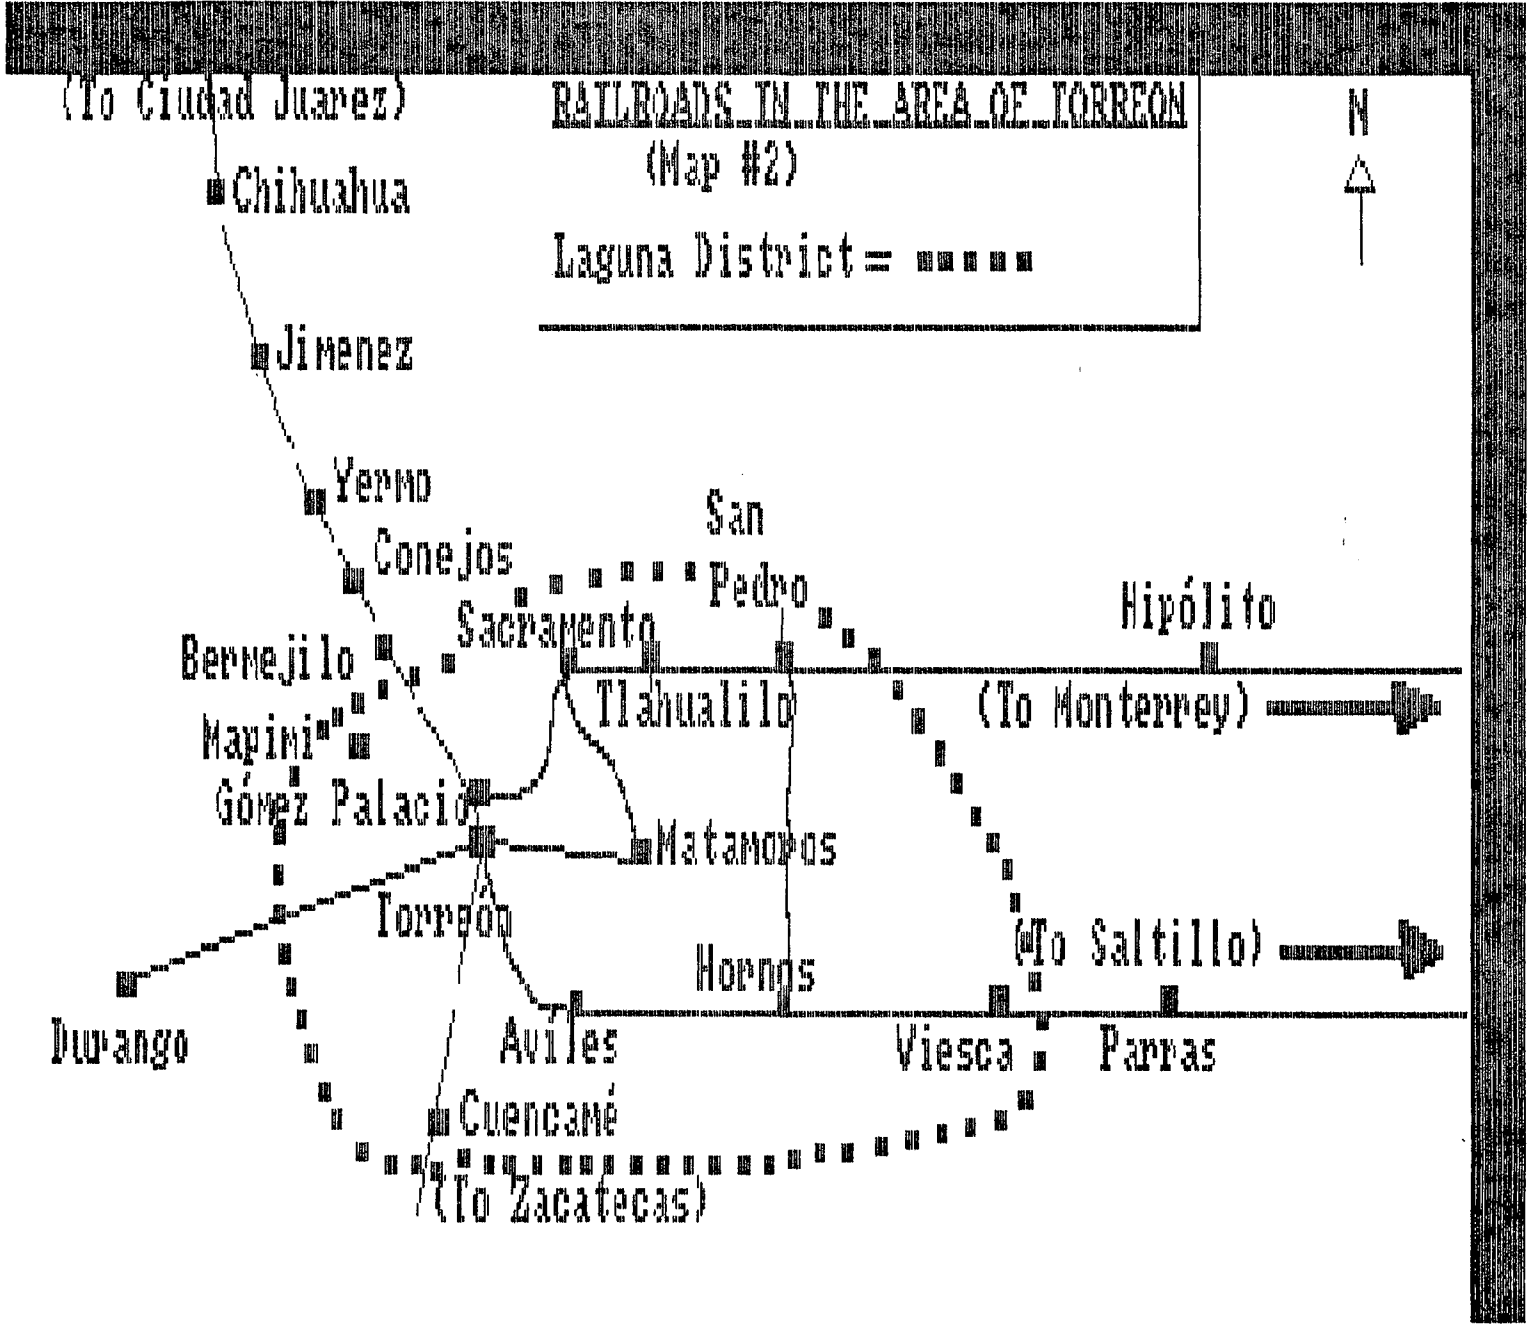 (To Ciudad Juarez)
RAILROADS IN THE AREA OF TORREON
(Map #2)
N
Chihuahua
Laguna District =
Jimenez
Yermo
San
Pedro
Conejos
Hipólito
Sacramento
Bermejilo
Tlahualilo
(To Monterrey)
Mapimi
Gómez Palacio
Matamoros
Torreón
(To Saltillo)
Hornos
Durango
Avíles
Viesca
Parras
Cuencamé
(To Zacatecas)